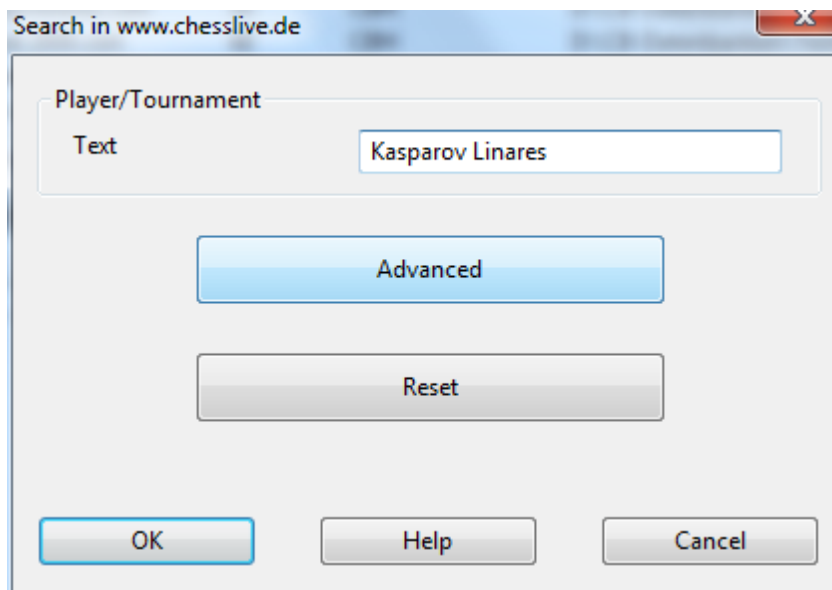 Search in www.chesslive.de
Player/Tournament
Text Kasparov Linares
Advanced
Reset
OK Help Cancel